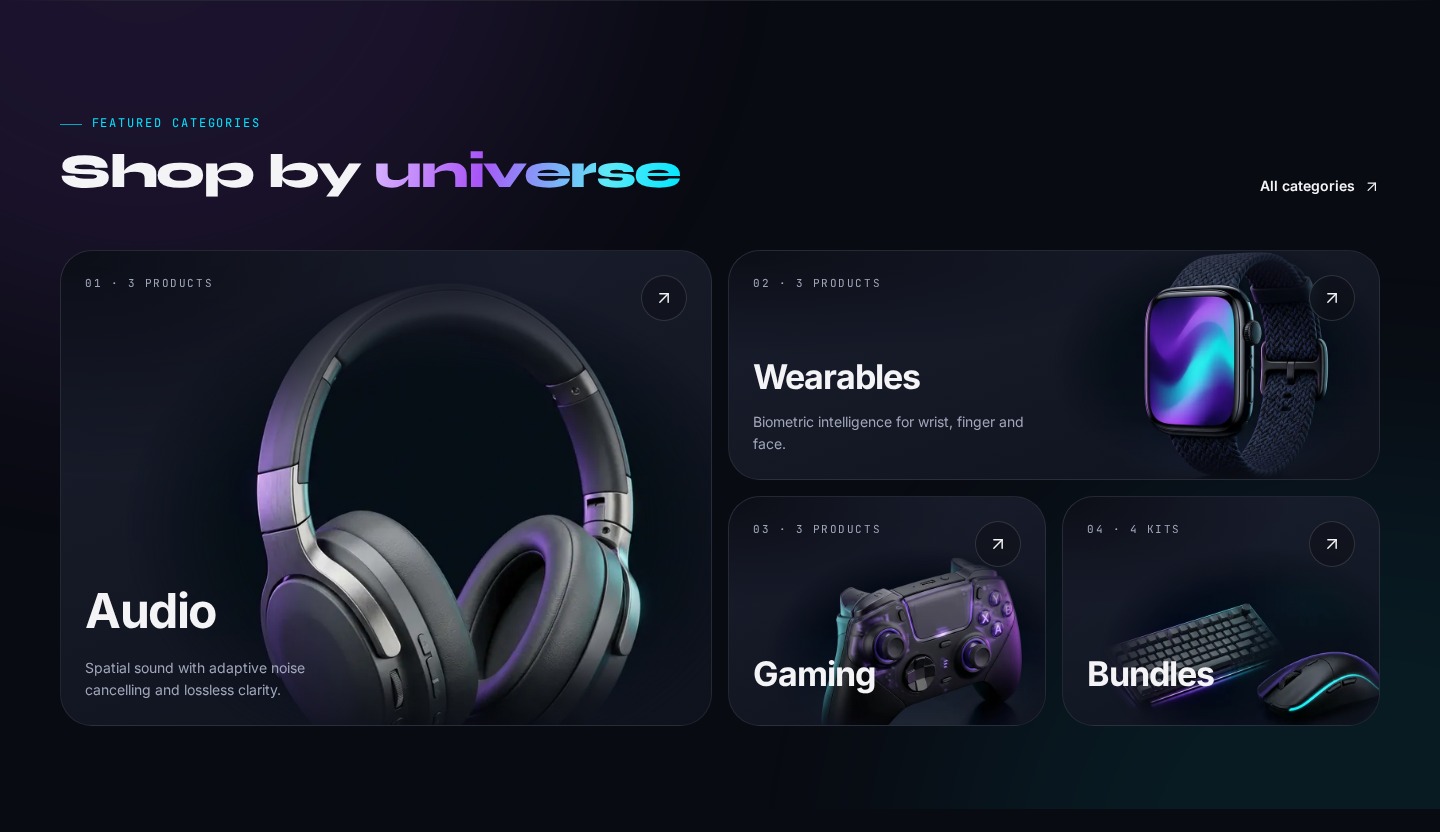 FEATURED CATEGORIES
Shop by universe
All categories
01 · 3 PRODUCTS
Audio
Spatial sound with adaptive noise
cancelling and lossless clarity.
02 · 3 PRODUCTS
Wearables
Biometric intelligence for wrist, finger and
face.
03 · 3 PRODUCTS
Y
B
X
A
Gaming
04 · 4 KITS
Bundles